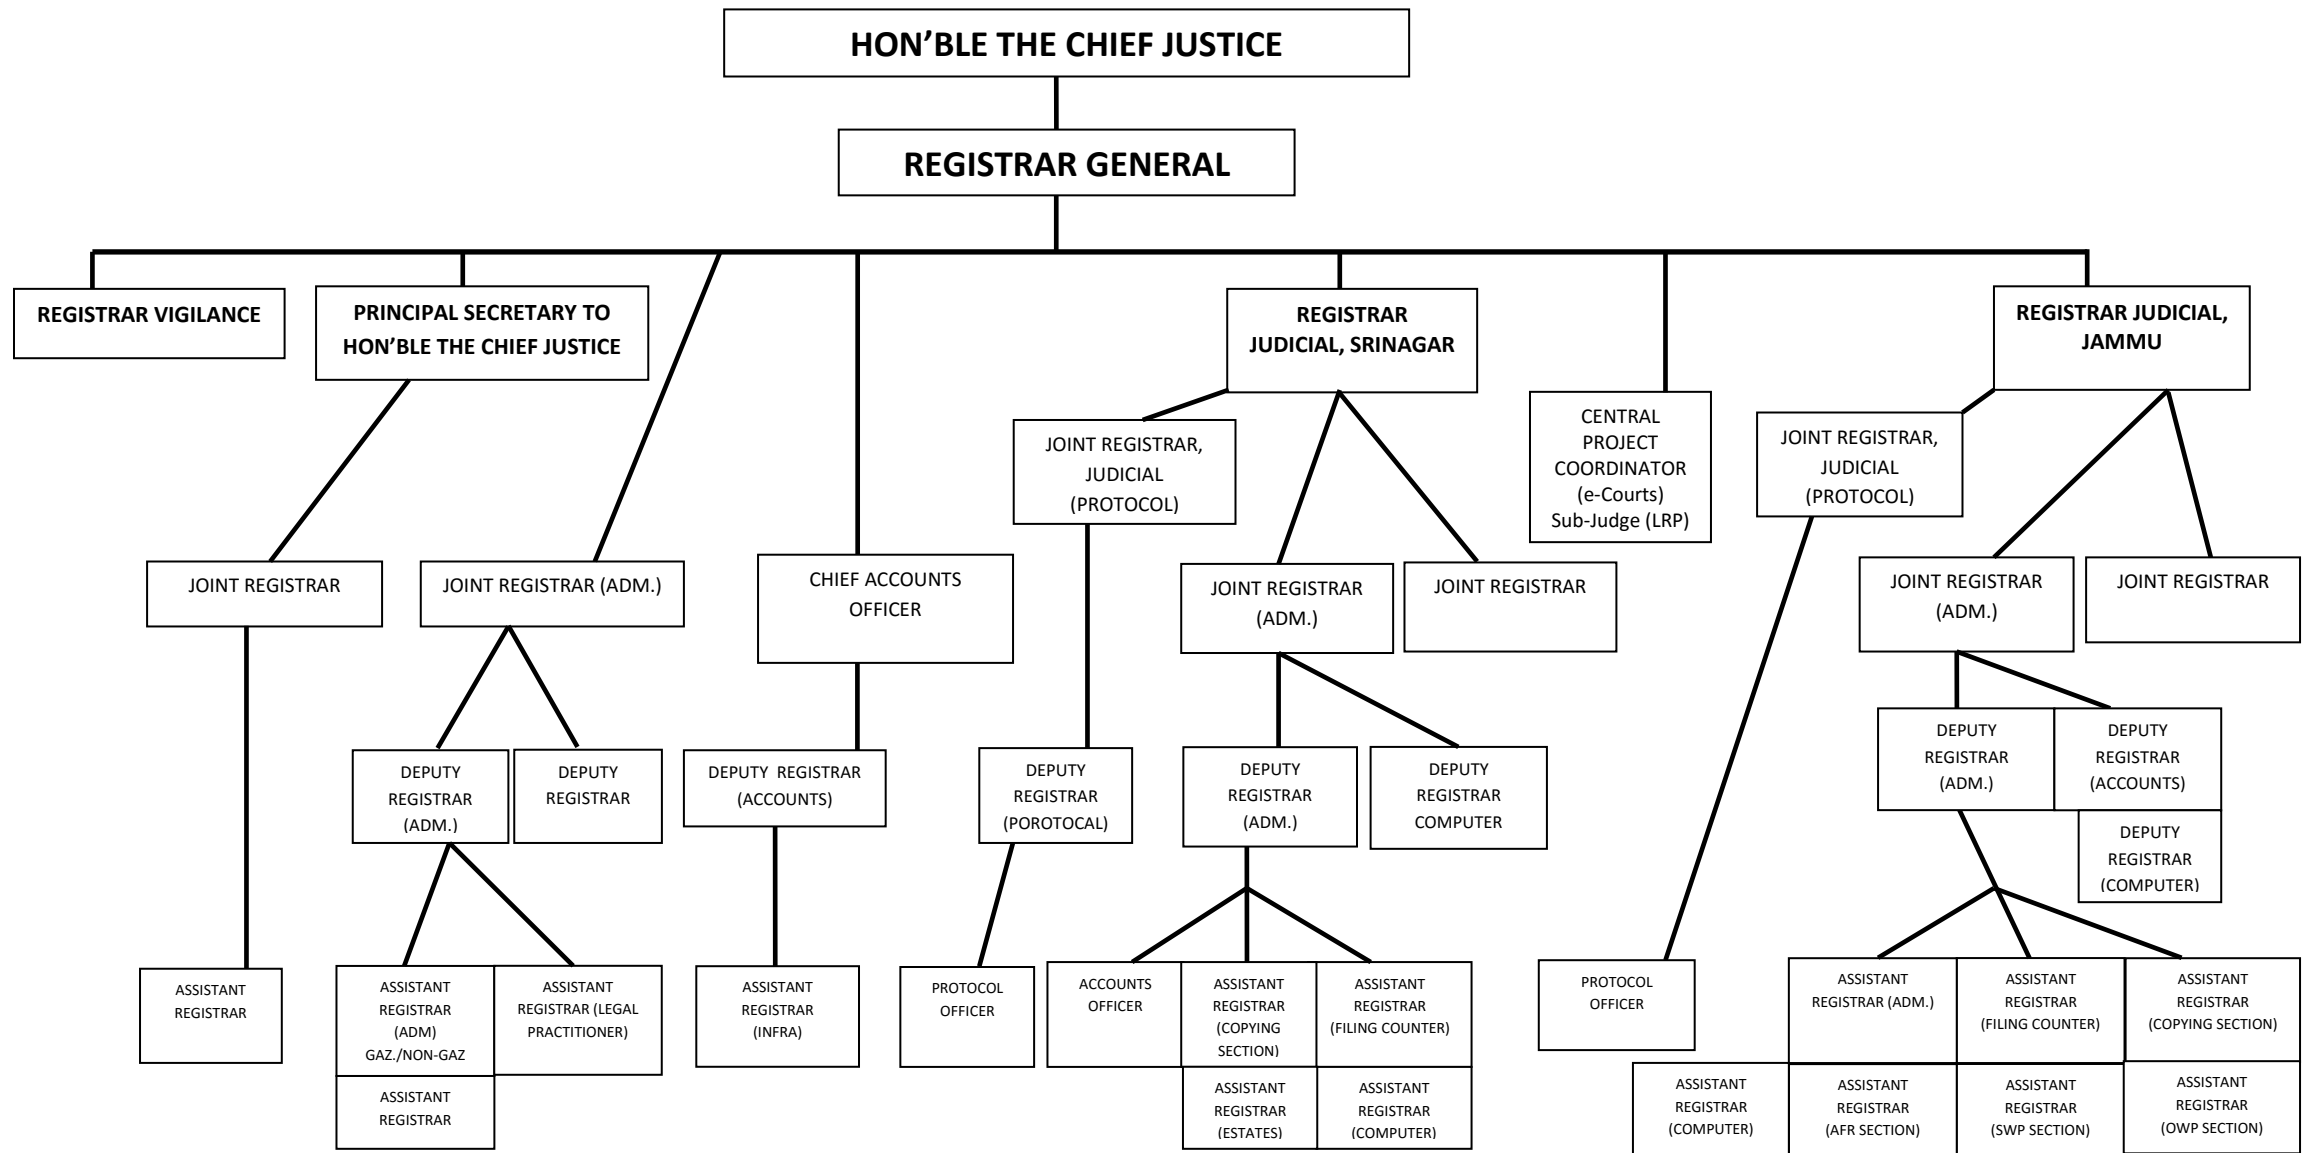 HON’BLE THE CHIEF JUSTICE
REGISTRAR GENERAL
REGISTRAR VIGILANCE
PRINCIPAL SECRETARY TO
HON’BLE THE CHIEF JUSTICE
REGISTRAR
JUDICIAL, SRINAGAR
REGISTRAR JUDICIAL,
JAMMU
JOINT REGISTRAR,
JUDICIAL
(PROTOCOL)
CENTRAL
PROJECT
COORDINATOR
(e-Courts)
Sub-Judge (LRP)
JOINT REGISTRAR,
JUDICIAL
(PROTOCOL)
JOINT REGISTRAR
JOINT REGISTRAR (ADM.)
CHIEF ACCOUNTS
OFFICER
JOINT REGISTRAR
(ADM.)
JOINT REGISTRAR
JOINT REGISTRAR
(ADM.)
JOINT REGISTRAR
DEPUTY
REGISTRAR
(ADM.)
DEPUTY
REGISTRAR
DEPUTY  REGISTRAR
(ACCOUNTS)
DEPUTY
REGISTRAR
(POROTOCAL)
DEPUTY
REGISTRAR
(ADM.)
DEPUTY
REGISTRAR
COMPUTER
DEPUTY
REGISTRAR
(ADM.)
DEPUTY
REGISTRAR
(ACCOUNTS)
DEPUTY
REGISTRAR
(COMPUTER)
ASSISTANT
REGISTRAR
ASSISTANT
REGISTRAR
(ADM)
GAZ./NON-GAZ
ASSISTANT
REGISTRAR (LEGAL
PRACTITIONER)
ASSISTANT
REGISTRAR
ASSISTANT
REGISTRAR
(INFRA)
PROTOCOL
OFFICER
ACCOUNTS
OFFICER
ASSISTANT
REGISTRAR
(COPYING
SECTION)
ASSISTANT
REGISTRAR
(FILING COUNTER)
ASSISTANT
REGISTRAR
(ESTATES)
ASSISTANT
REGISTRAR
(COMPUTER)
PROTOCOL
OFFICER
ASSISTANT
REGISTRAR (ADM.)
ASSISTANT
REGISTRAR
(FILING COUNTER)
ASSISTANT
REGISTRAR
(COPYING SECTION)
ASSISTANT
REGISTRAR
(COMPUTER)
ASSISTANT
REGISTRAR
(AFR SECTION)
ASSISTANT
REGISTRAR
(SWP SECTION)
ASSISTANT
REGISTRAR
(OWP SECTION)